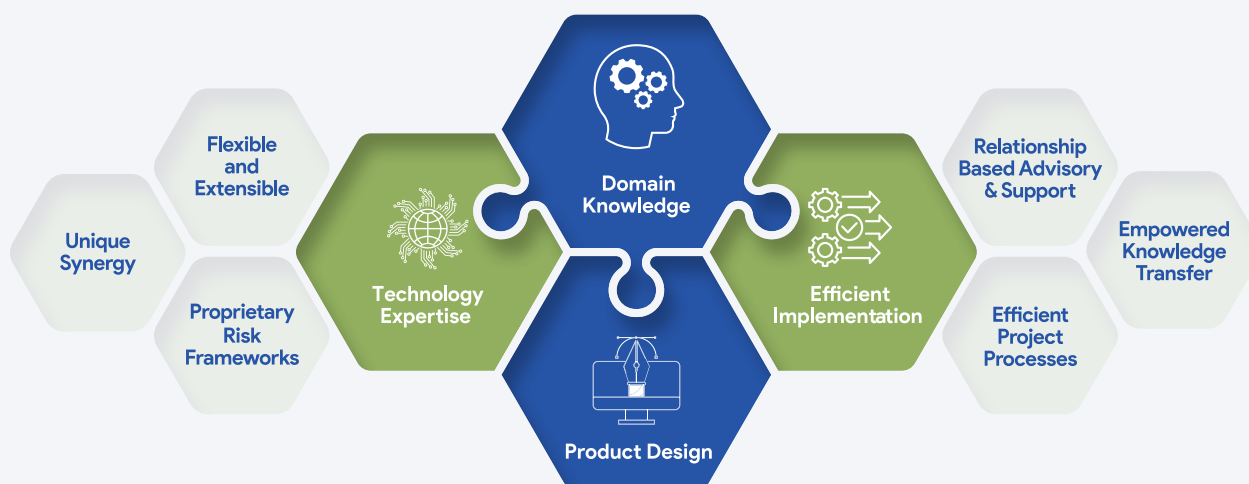 Unique
Synergy
Flexible
and
Extensible
Proprietary
Risk
Frameworks
Technology
Expertise
Domain
Knowledge
Product Design
Efficient
Implementation
Relationship
Based Advisory
& Support
Efficient
Project
Processes
Empowered
Knowledge
Transfer